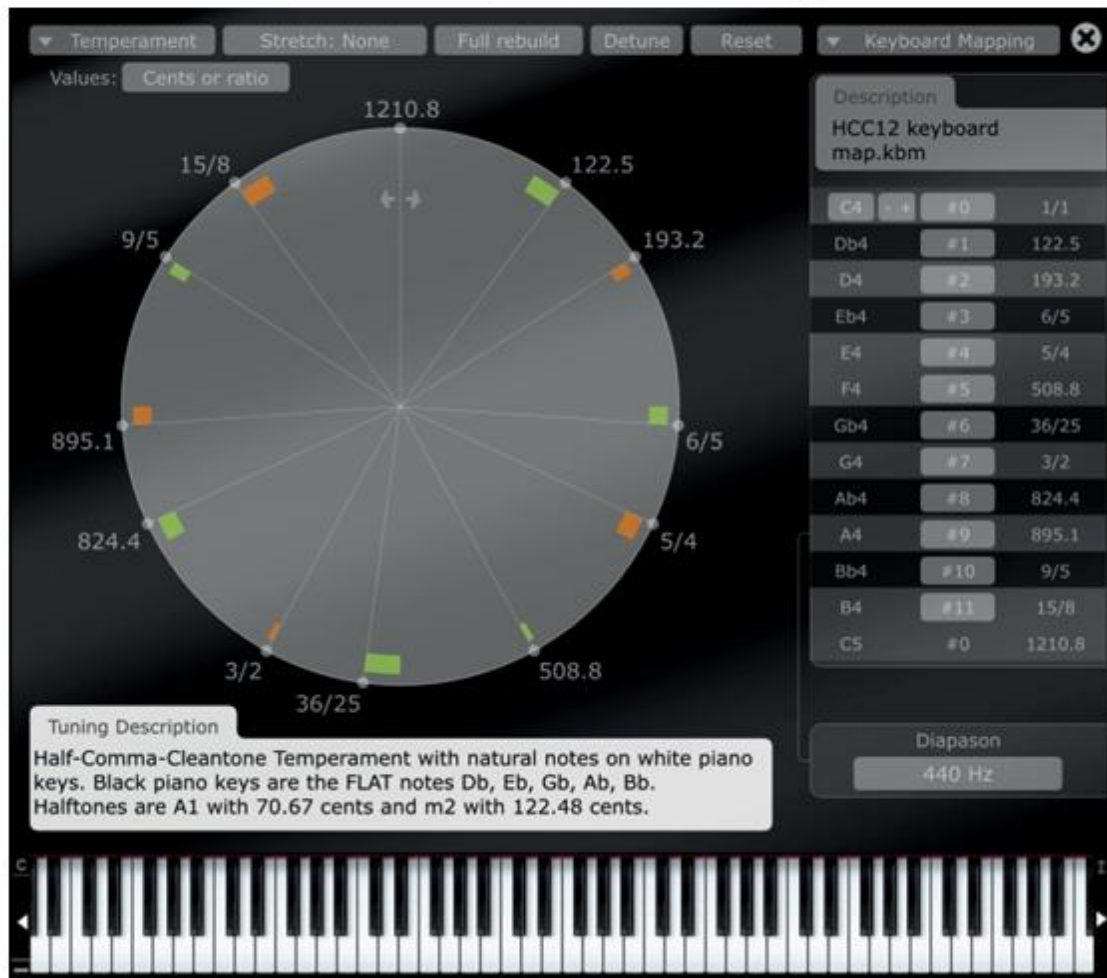 Temperament Stretch: None Full rebuild Detune Reset Keyboard Mapping
Values: Cents or ratio
1210.8
122.5
193.2
6/5
5/4
508.8
36/25
3/2
824.4
895.1
9/5
15/8
Description
HCC12 keyboard
map.kbm
C4 - + #0 1/1
Db4 #1 122.5
D4 #2 193.2
Eb4 #3 6/5
E4 #4 5/4
F4 #5 508.8
Gb4 #6 36/25
G4 #7 3/2
Ab4 #8 824.4
A4 #9 895.1
Bb4 #10 9/5
B4 #11 15/8
C5 #0 1210.8
Diapason
440 Hz
Tuning Description
Half-Comma-Cleantone Temperament with natural notes on white piano
keys. Black piano keys are the FLAT notes Db, Eb, Gb, Ab, Bb.
Halftones are A1 with 70.67 cents and m2 with 122.48 cents.
C